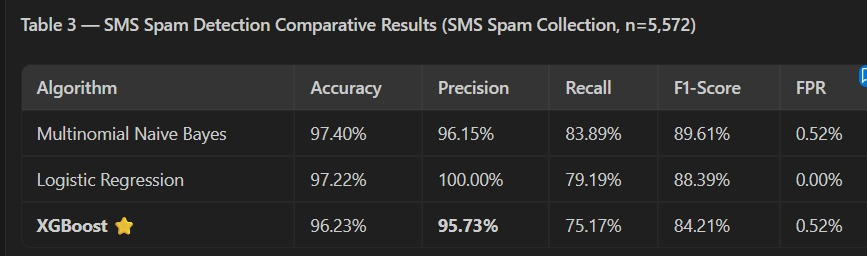 Table 3 — SMS Spam Detection Comparative Results (SMS Spam Collection, n=5,572)
Algorithm Accuracy Precision Recall F1-Score FPR
Multinomial Naive Bayes 97.40% 96.15% 83.89% 89.61% 0.52%
Logistic Regression 97.22% 100.00% 79.19% 88.39% 0.00%
XGBoost ⭐ 96.23% 95.73% 75.17% 84.21% 0.52%